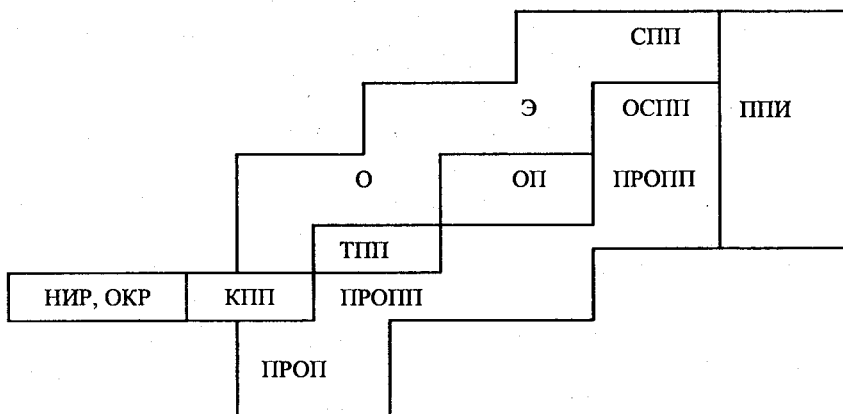 СПП
Э
ОСПП
ППИ
О
ОП
ПРОПП
ТПП
НИР, ОКР
КПП
ПРОПП
ПРОП